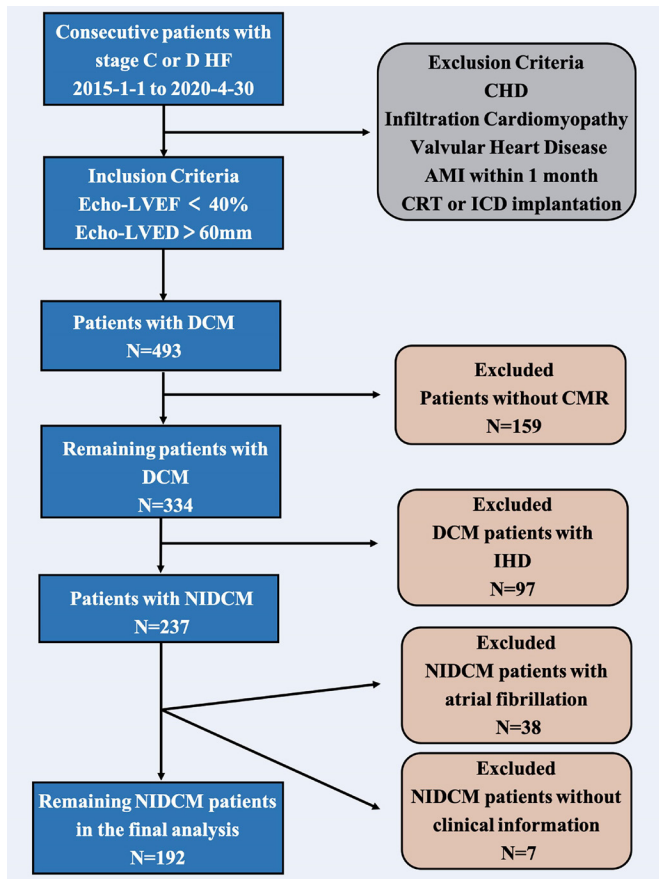 Consecutive patients with
stage C or D HF
2015-1-1 to 2020-4-30
Exclusion Criteria
CHD
Infiltration Cardiomyopathy
Valvular Heart Disease
AMI within 1 month
CRT or ICD implantation
Inclusion Criteria
Echo-LVEF < 40%
Echo-LVED > 60mm
Patients with DCM
N=493
Excluded
Patients without CMR
N=159
Remaining patients with
DCM
N=334
Excluded
DCM patients with
IHD
N=97
Patients with NIDCM
N=237
Excluded
NIDCM patients with
atrial fibrillation
N=38
Excluded
NIDCM patients without
clinical information
N=7
Remaining NIDCM patients
in the final analysis
N=192